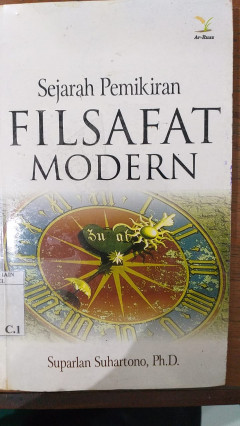 Ar-Ruzz
Sejarah Pemikiran
FILSAFAT
MODERN
C.1
Suparlan Suhartono, Ph.D.